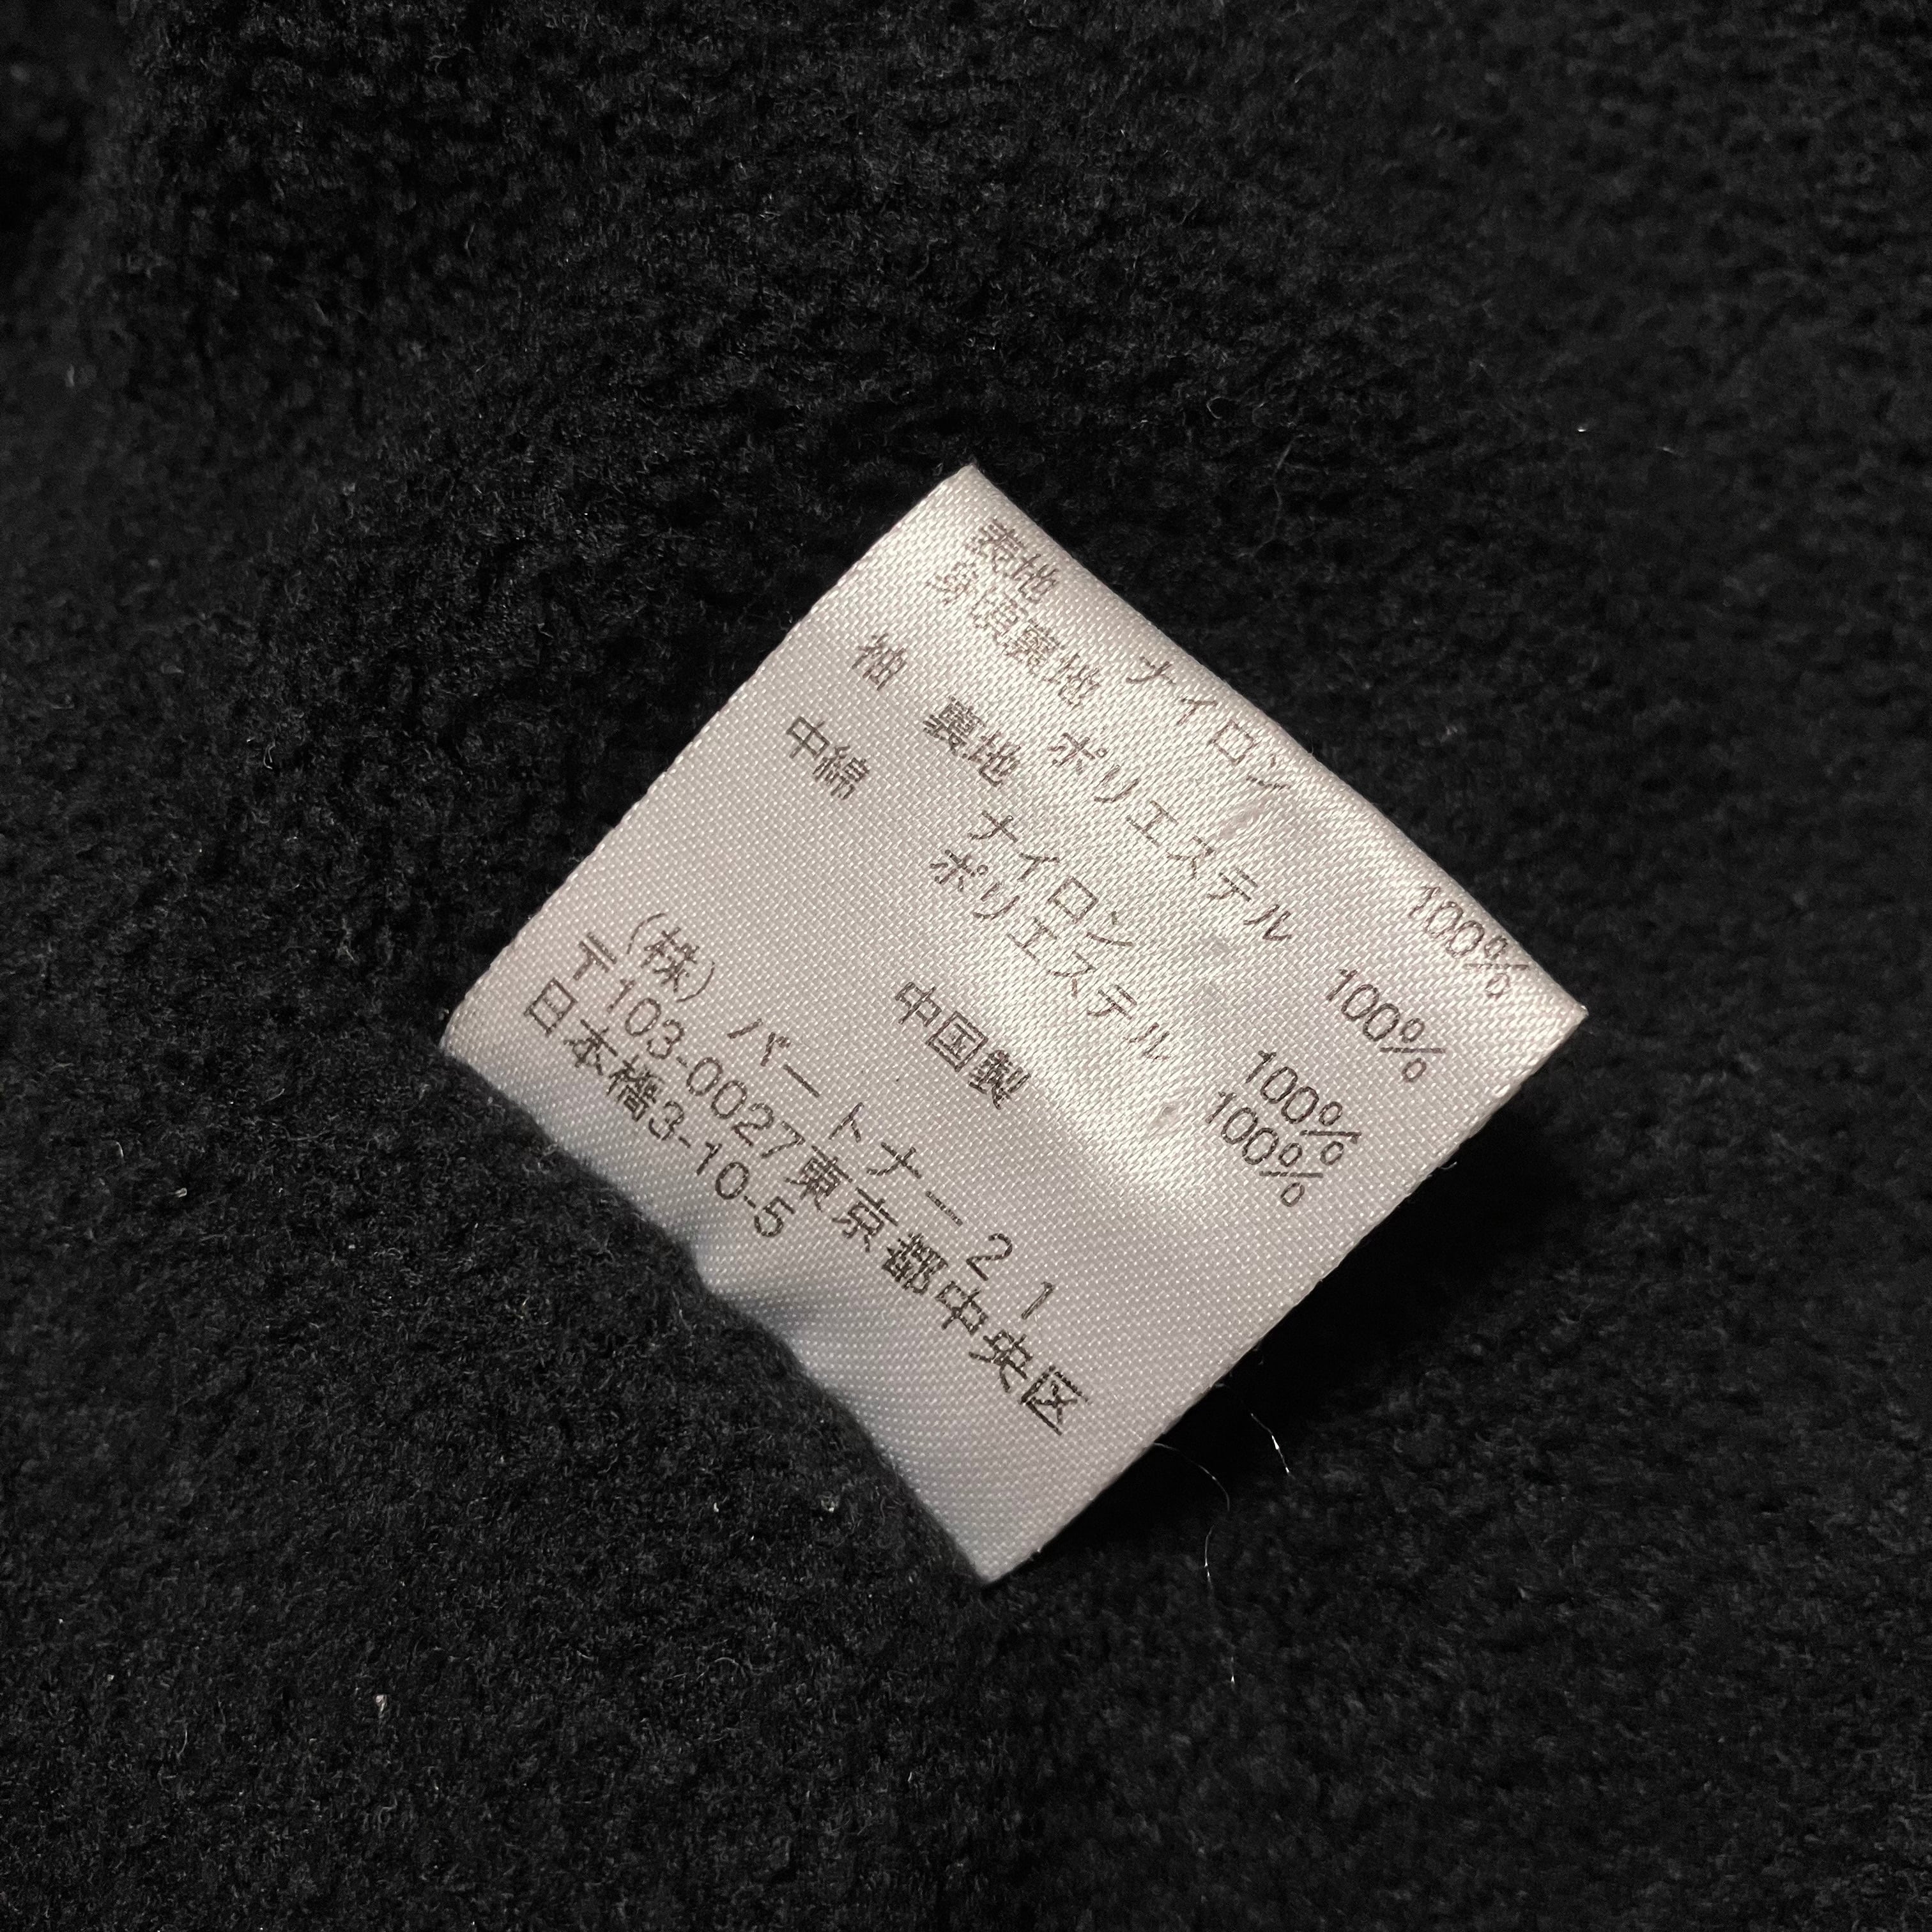 表地 ナイロン 100%
身頃裏地 ポリエステル 100%
袖 裏地 ナイロン 100%
中綿 ポリエステル 100%
中国製
(株) パートナー21
〒103-0027東京都中央区
日本橋3-10-5